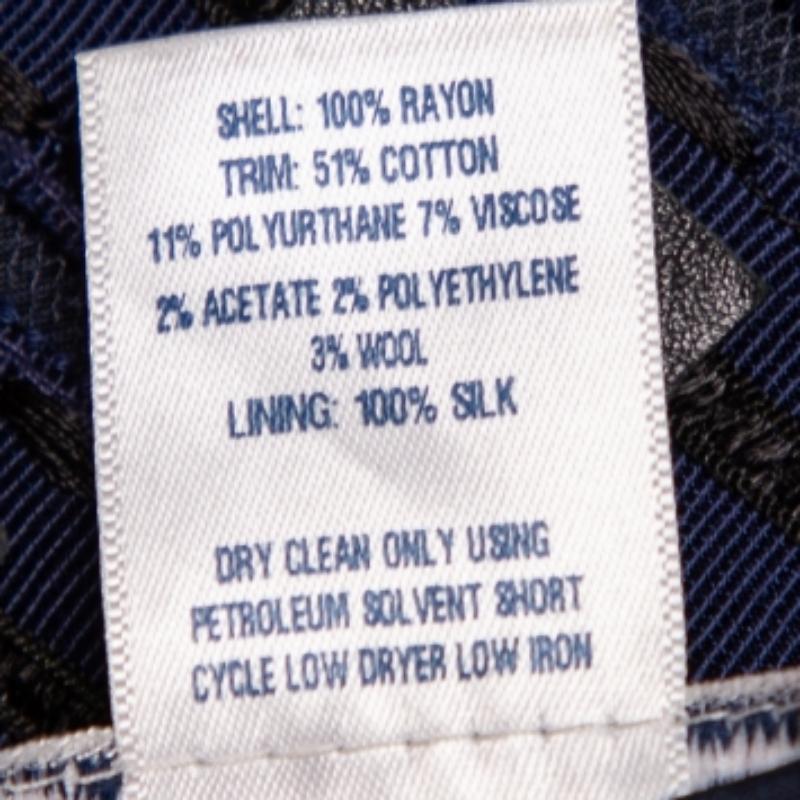 SHELL: 100% RAYON
TRIM: 51% COTTON
11% POLYURTHANE 7% VISCOSE
2% ACETATE 2% POLYETHYLENE
3% WOOL
LINING: 100% SILK
DRY CLEAN ONLY USING
PETROLEUM SOLVENT SHORT
CYCLE LOW DRYER LOW IRON